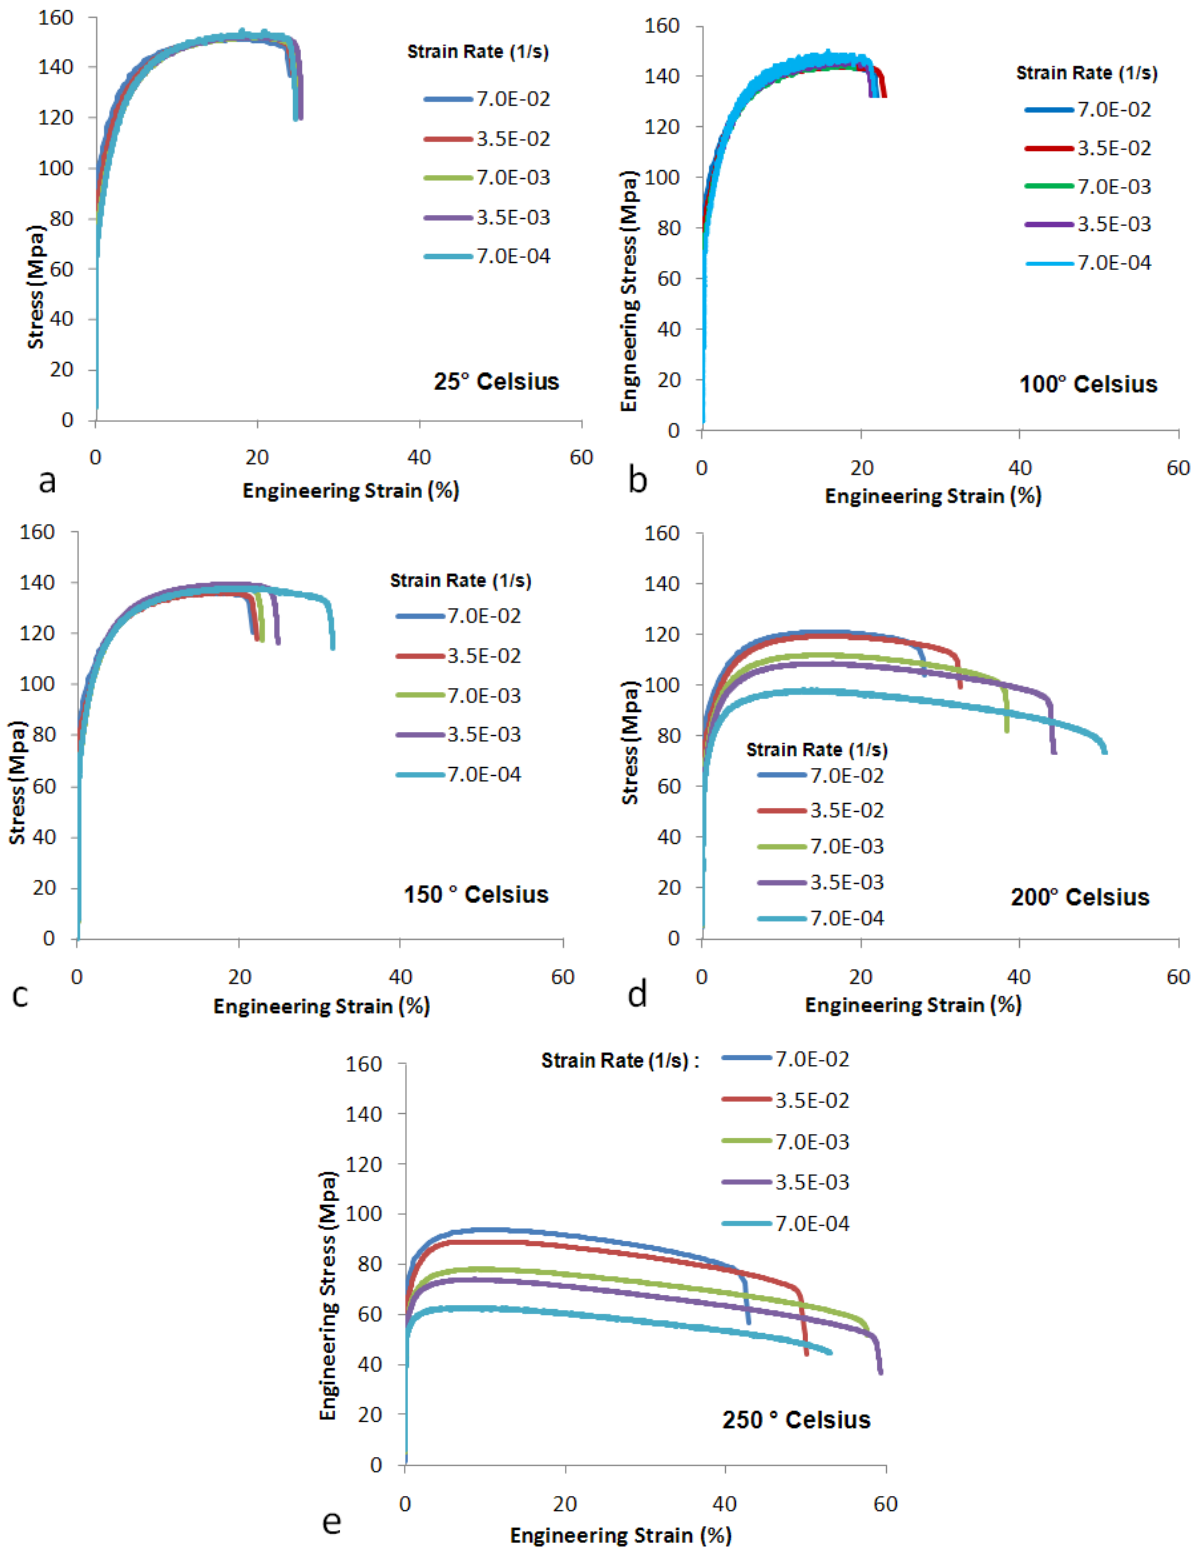 160
140
120
100
80
60
40
20
0
Stress (Mpa)
Strain Rate (1/s)
7.0E-02
3.5E-02
7.0E-03
3.5E-03
7.0E-04
25° Celsius
0 20 40 60
Engineering Strain (%)
a
160
140
120
100
80
60
40
20
0
Engneering Stress (Mpa)
Strain Rate (1/s)
7.0E-02
3.5E-02
7.0E-03
3.5E-03
7.0E-04
100° Celsius
0 20 40 60
Engineering Strain (%)
b
160
140
120
100
80
60
40
20
0
Stress (Mpa)
Strain Rate (1/s)
7.0E-02
3.5E-02
7.0E-03
3.5E-03
7.0E-04
150 ° Celsius
0 20 40 60
Engineering Strain (%)
c
160
140
120
100
80
60
40
20
0
Stress (Mpa)
Strain Rate (1/s)
7.0E-02
3.5E-02
7.0E-03
3.5E-03
7.0E-04
200° Celsius
0 20 40 60
Engineering Strain (%)
d
160
140
120
100
80
60
40
20
0
Engineering Stress (Mpa)
Strain Rate (1/s) :
7.0E-02
3.5E-02
7.0E-03
3.5E-03
7.0E-04
250 ° Celsius
0 20 40 60
Engineering Strain (%)
e